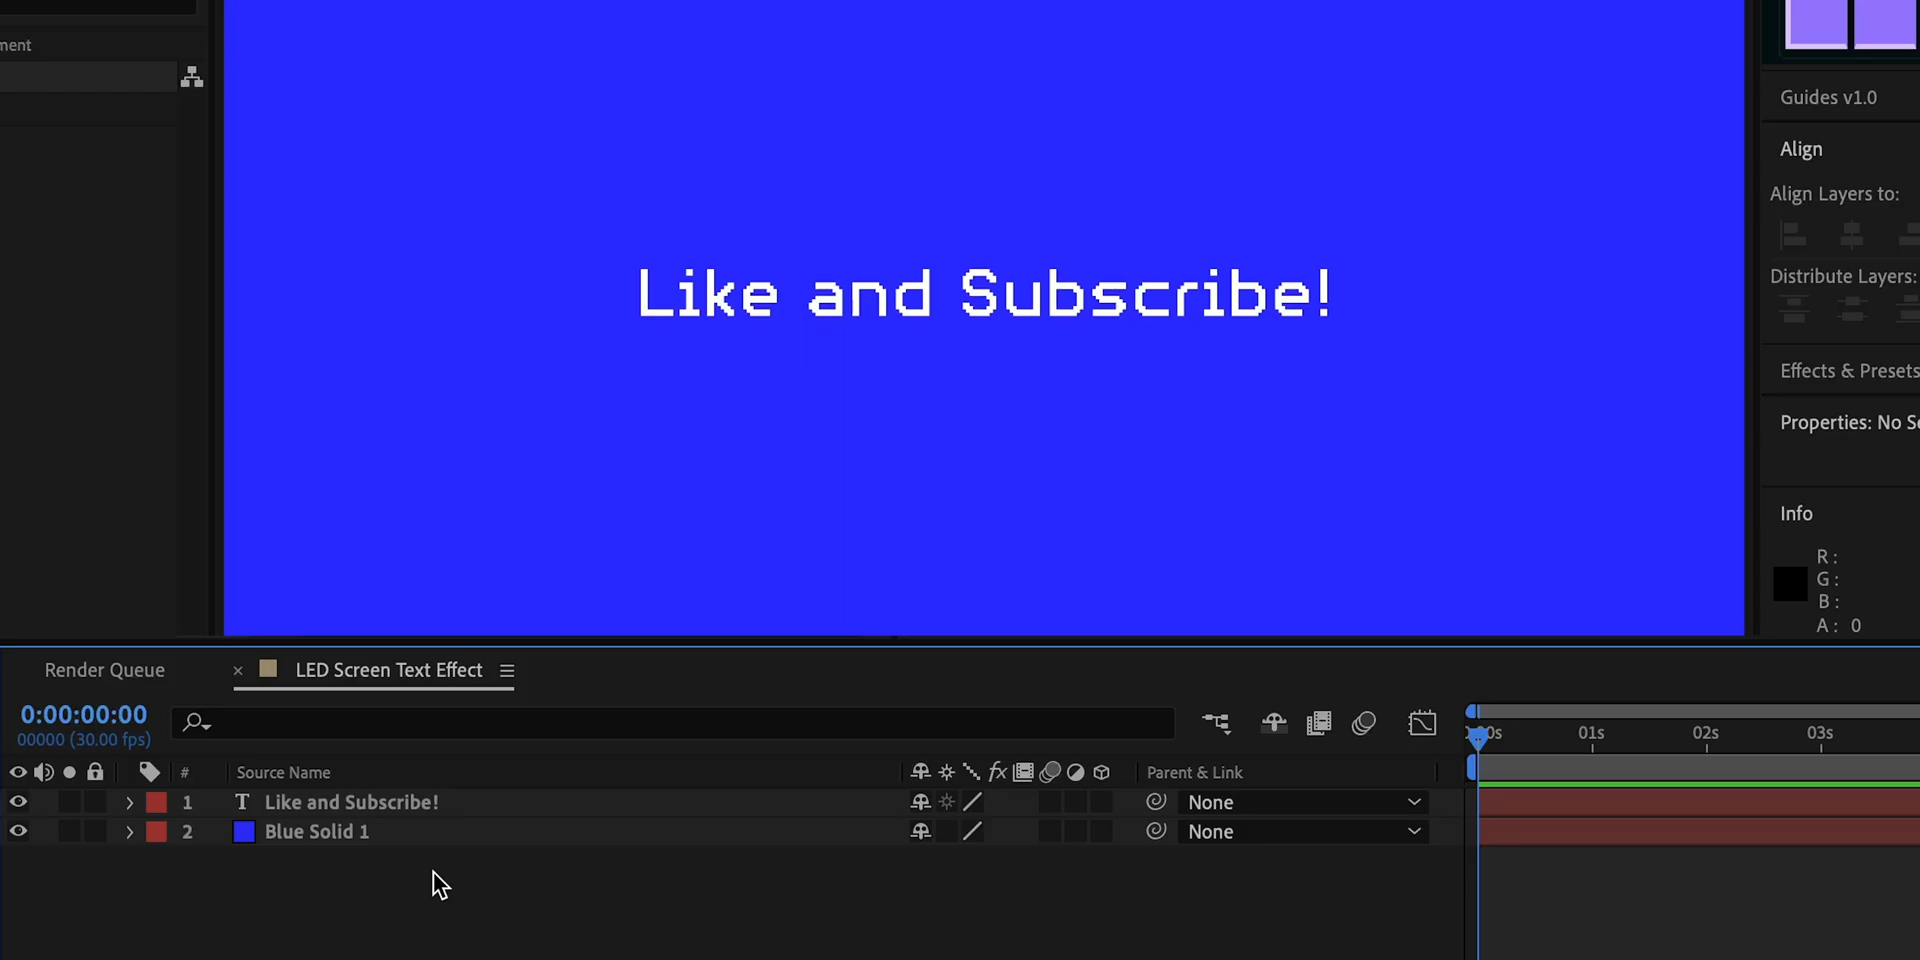 Guides v1.0
Align
Align Layers to:
Distribute Layers:
Effects & Presets
Properties: No
Info
R :
G :
B :
A : 0
Like and Subscribe!
Render Queue
× LED Screen Text Effect
0:00:00:00
00000 (30.00 fps)
01s 02s 03s
# Source Name fx Parent & Link
1 T Like and Subscribe! None
2 Blue Solid 1 None